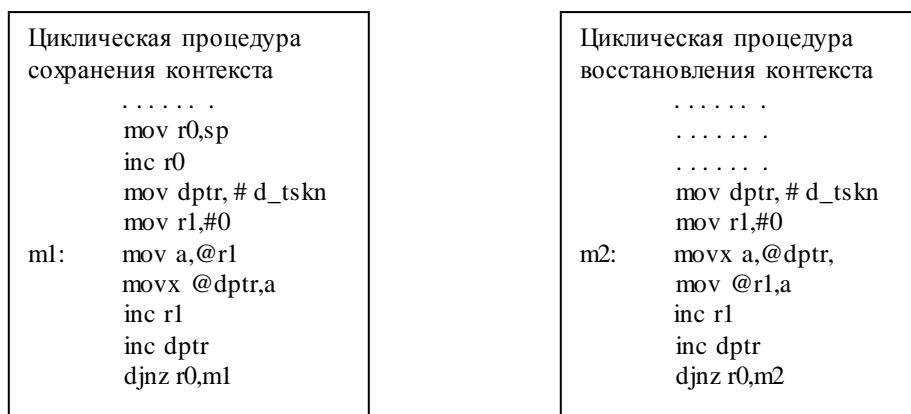 Циклическая процедура
сохранения контекста
. . . . . . .
mov r0,sp
inc r0
mov dptr, # d_tskn
mov r1,#0
m1: mov a,@r1
movx @dptr,a
inc r1
inc dptr
djnz r0,m1
Циклическая процедура
восстановления контекста
. . . . . . .
. . . . . . .
. . . . . . .
mov dptr, # d_tskn
mov r1,#0
m2: movx a,@dptr,
mov @r1,a
inc r1
inc dptr
djnz r0,m2